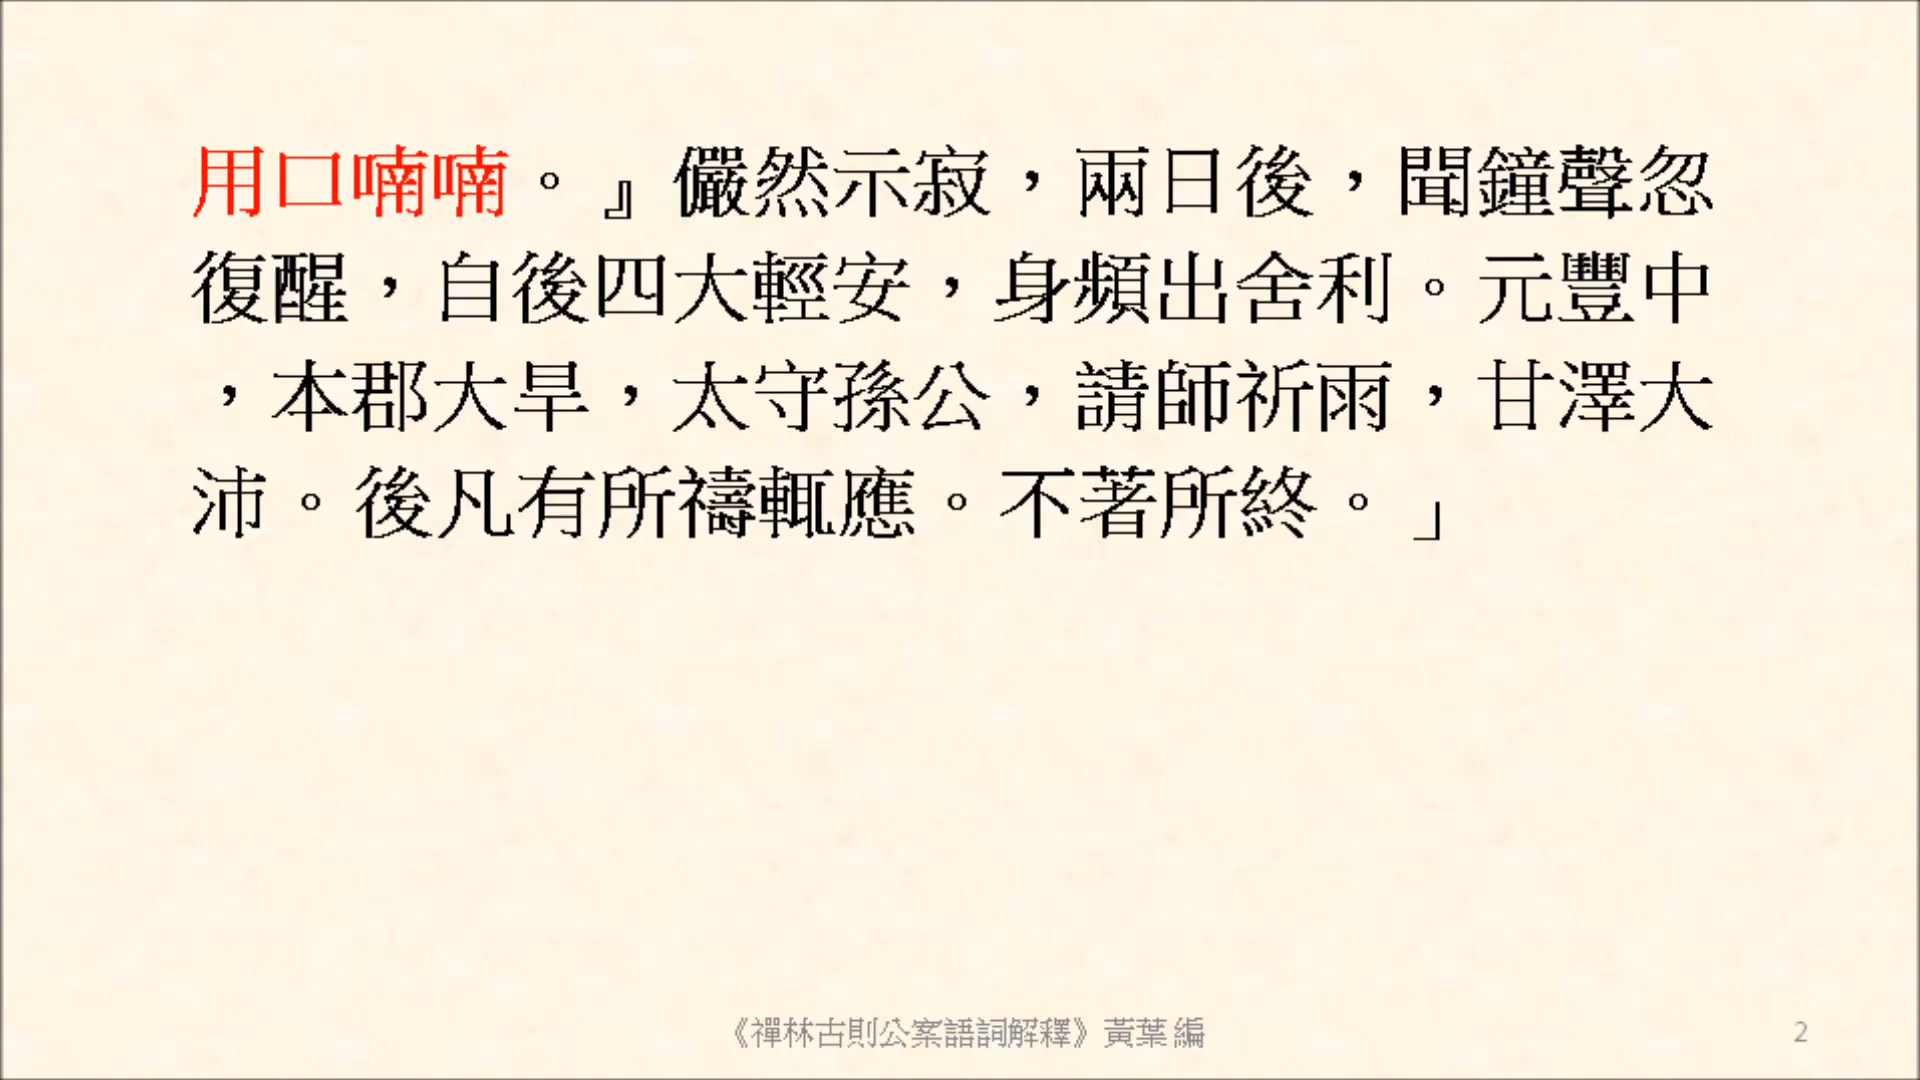 用口喃喃。』儼然示寂，兩日後，聞鐘聲忽
復醒，自後四大輕安，身頻出舍利。元豐中
，本郡大旱，太守孫公，請師祈雨，甘澤大
沛。後凡有所禱輒應。不著所終。」
《禪林古則公案語詞解釋》黃葉 編
2